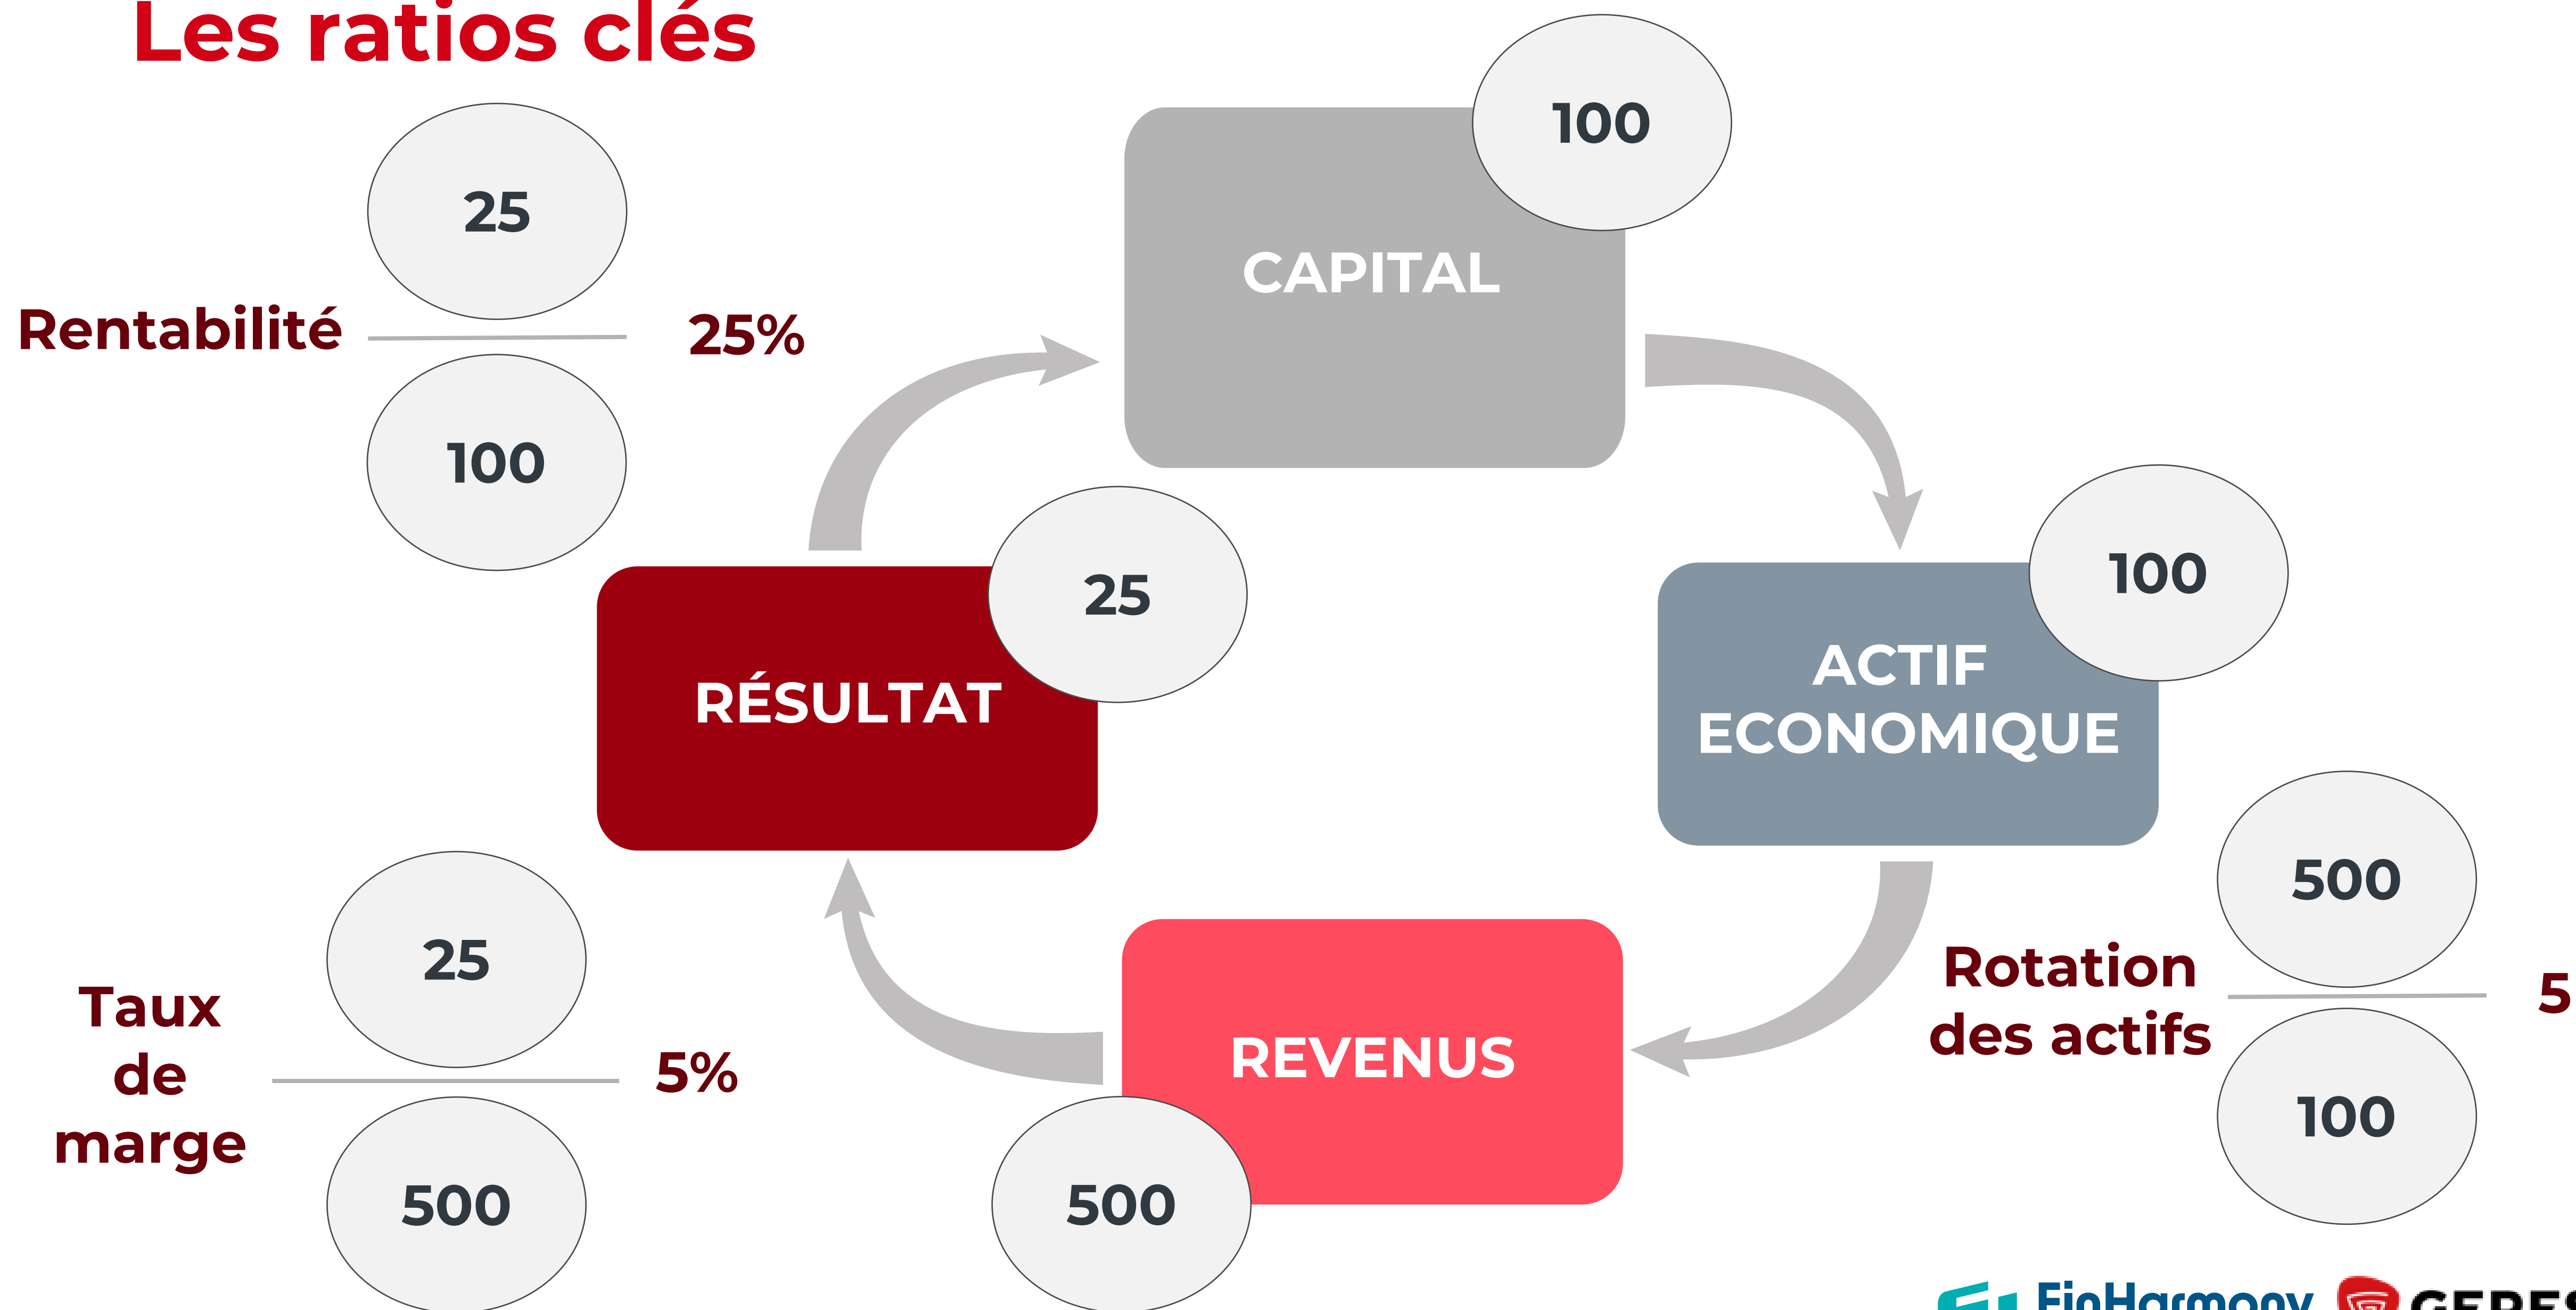 Les ratios clés
100
25
CAPITAL
Rentabilité
25%
100
25
100
RÉSULTAT
ACTIF
ECONOMIQUE
500
25
Rotation
des actifs
5
Taux
de
marge
5%
REVENUS
100
500
500
FinHarmony